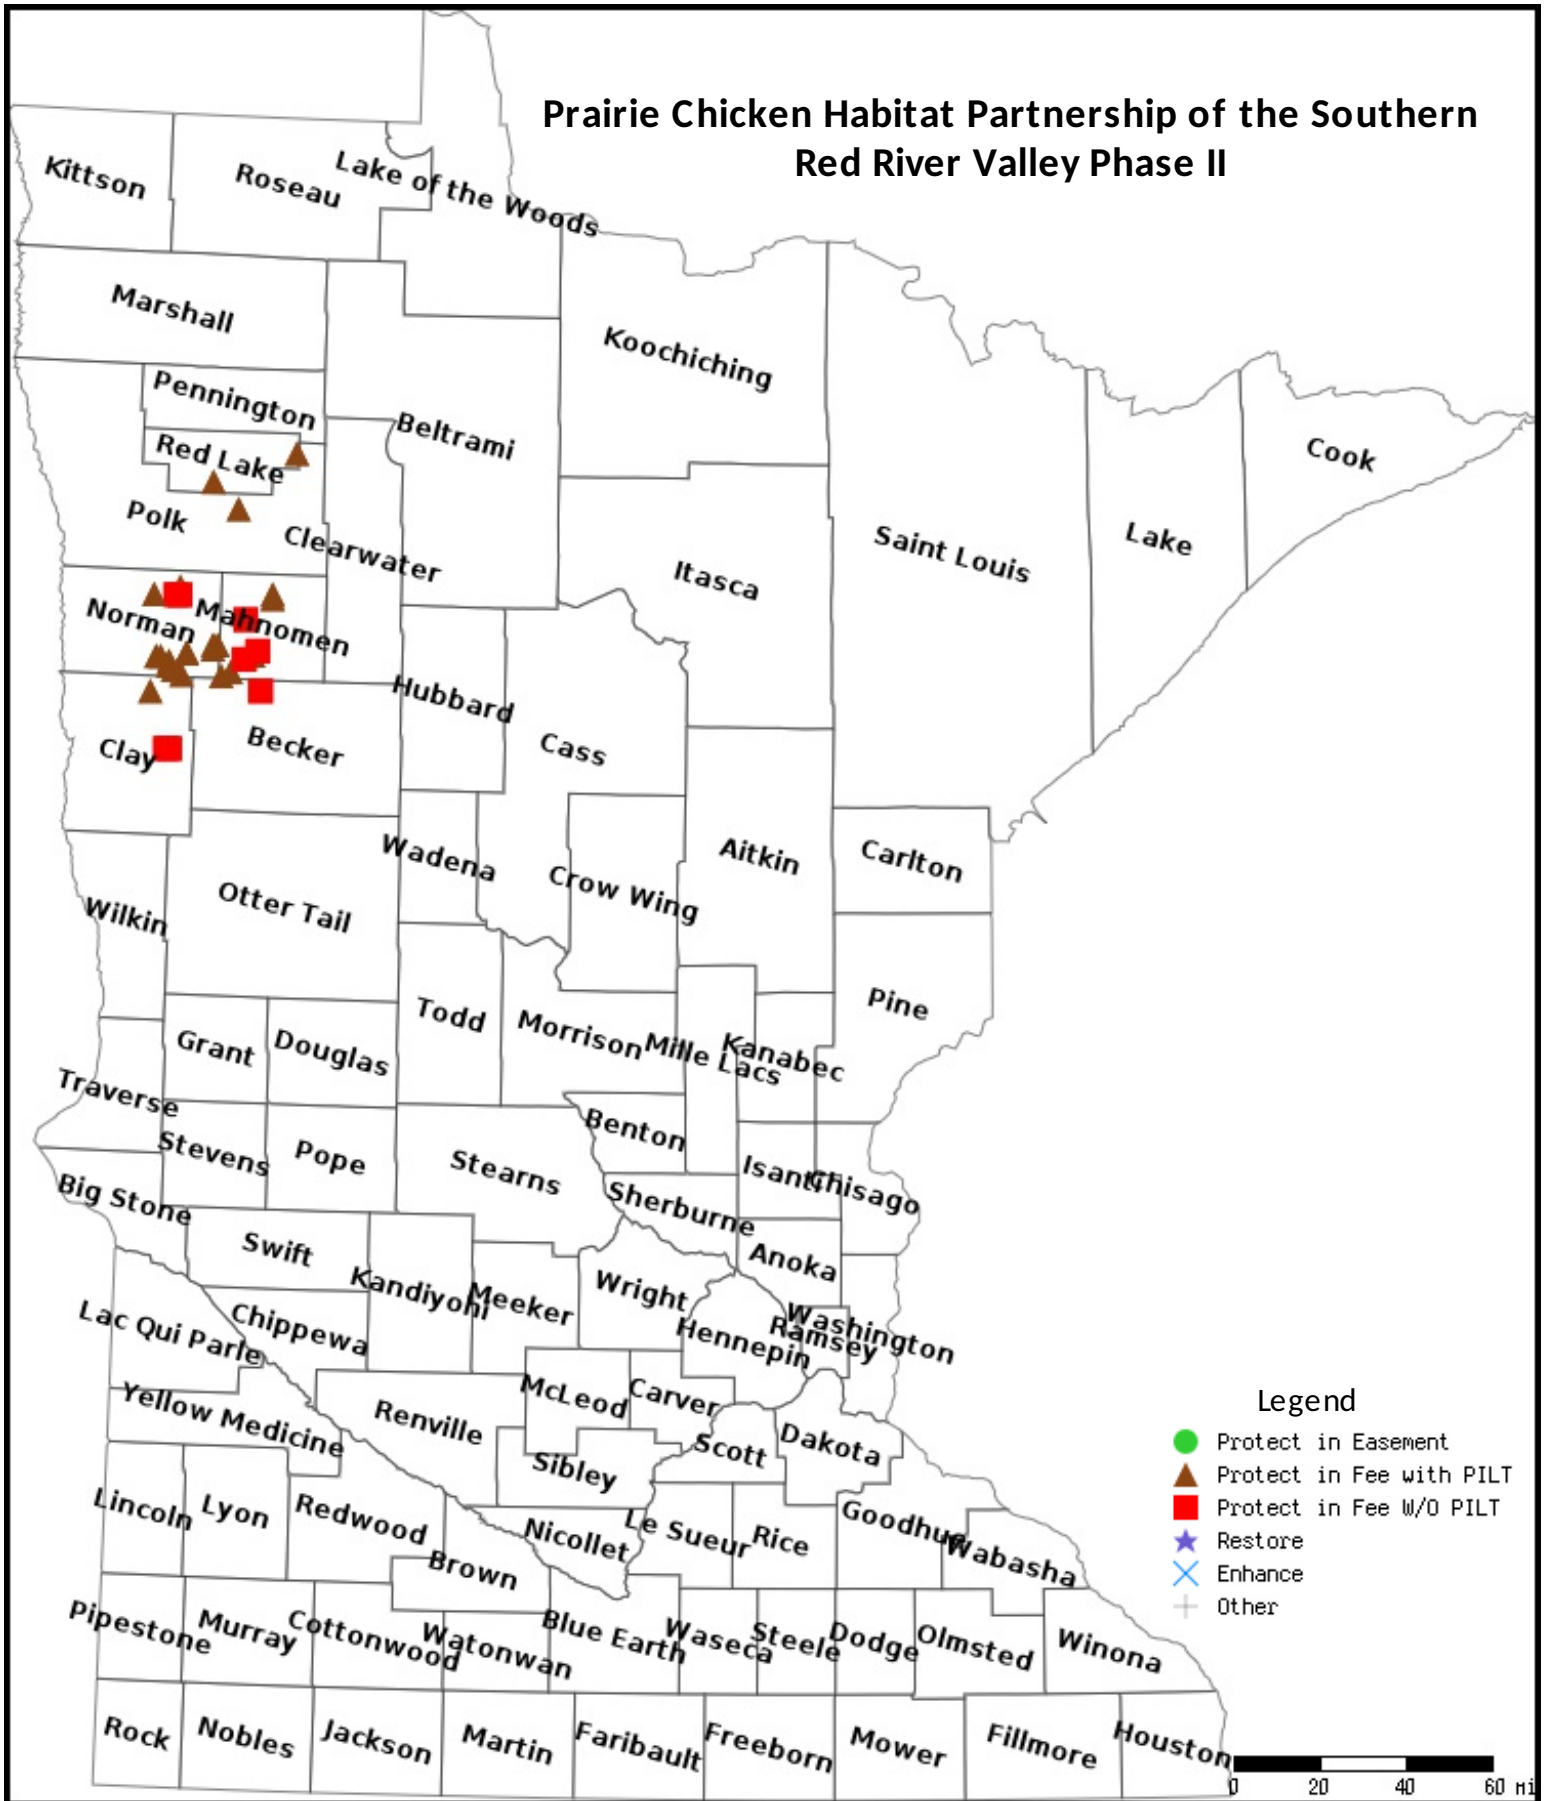 Prairie Chicken Habitat Partnership of the Southern
Red River Valley Phase II
Kittson
Roseau
Lake of the Woods
Marshall
Koochiching
Pennington
Beltrami
Red Lake
Cook
Polk
Clearwater
Saint Louis
Lake
Itasca
Norman
Mahnomen
Hubbard
Cass
Clay
Becker
Wadena
Aitkin
Carlton
Crow Wing
Otter Tail
Wilkin
Pine
Todd
Morrison
Mille Lacs
Kanabec
Grant
Douglas
Traverse
Benton
Stevens
Pope
Stearns
Isanti
Chisago
Big Stone
Sherburne
Swift
Anoka
Kandiyohi
Meeker
Wright
Washington
Ramsey
Hennepin
Lac Qui Parle
Chippewa
McLeod
Carver
Yellow Medicine
Renville
Scott
Dakota
Sibley
Lincoln
Lyon
Redwood
Nicollet
Le Sueur
Rice
Goodhue
Wabasha
Brown
Pipestone
Murray
Cottonwood
Watonwan
Blue Earth
Waseca
Steele
Dodge
Olmsted
Winona
Rock
Nobles
Jackson
Martin
Faribault
Freeborn
Mower
Fillmore
Houston
Legend
Protect in Easement
Protect in Fee with PILT
Protect in Fee W/O PILT
Restore
Enhance
Other
0 20 40 60 mi